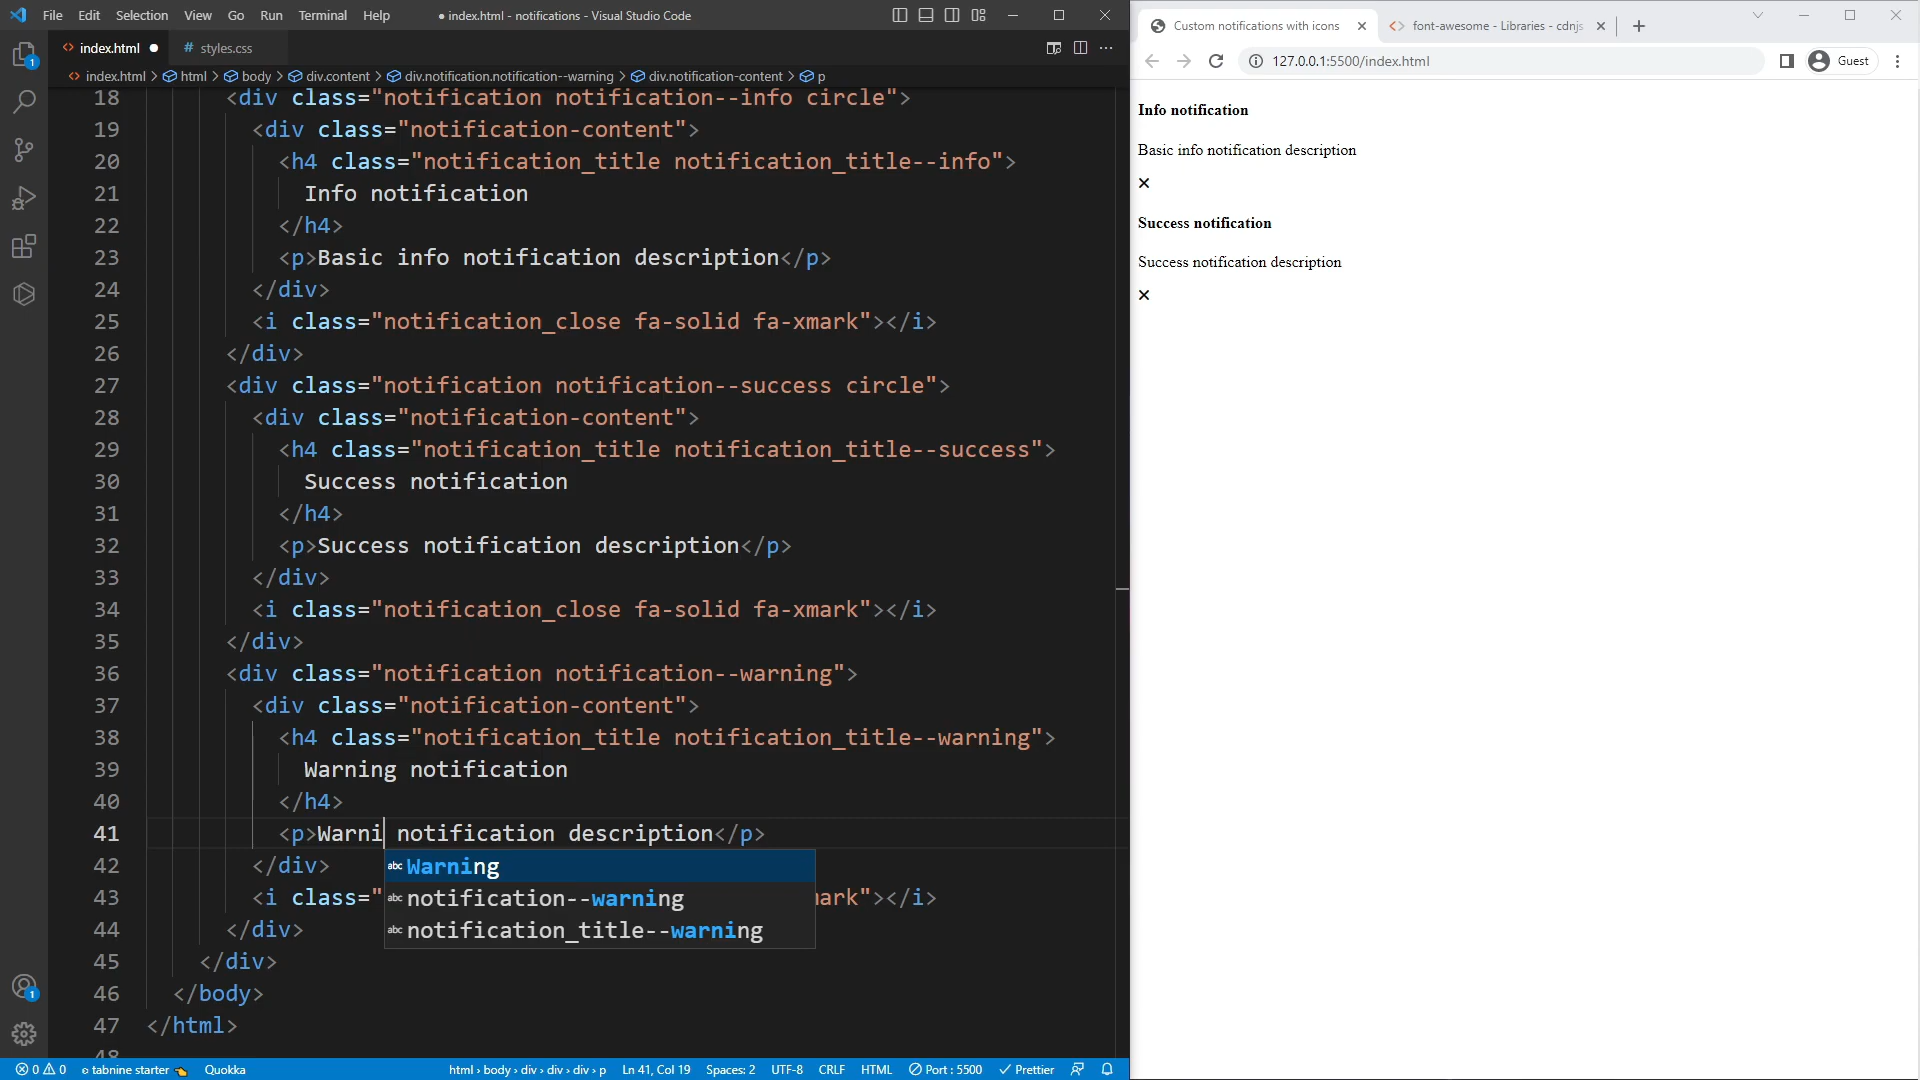 File Edit Selection View Go Run Terminal Help
● index.html - notifications - Visual Studio Code
index.html ●
# styles.css
index.html > html > body > div.content > div.notification.notification--warning > div.notification-content > p
18 <div class="notification notification--info circle">
19 <div class="notification-content">
20 <h4 class="notification_title notification_title--info">
21 Info notification
22 </h4>
23 <p>Basic info notification description</p>
24 </div>
25 <i class="notification_close fa-solid fa-xmark"></i>
26 </div>
27 <div class="notification notification--success circle">
28 <div class="notification-content">
29 <h4 class="notification_title notification_title--success">
30 Success notification
31 </h4>
32 <p>Success notification description</p>
33 </div>
34 <i class="notification_close fa-solid fa-xmark"></i>
35 </div>
36 <div class="notification notification--warning">
37 <div class="notification-content">
38 <h4 class="notification_title notification_title--warning">
39 Warning notification
40 </h4>
41 <p>Warni notification description</p>
abc Warning
abc notification--warning
abc notification_title--warning
42 </div>
43 <i class=" mark"></i>
44 </div>
45 </div>
46 </body>
47 </html>
48
1
1
0 0 tabnine starter Quokka
html > body > div > div > div > p Ln 41, Col 19 Spaces: 2 UTF-8 CRLF HTML Port : 5500 Prettier
Custom notifications with icons
font-awesome - Libraries - cdnjs
127.0.0.1:5500/index.html
Guest
Info notification
Basic info notification description
Success notification
Success notification description